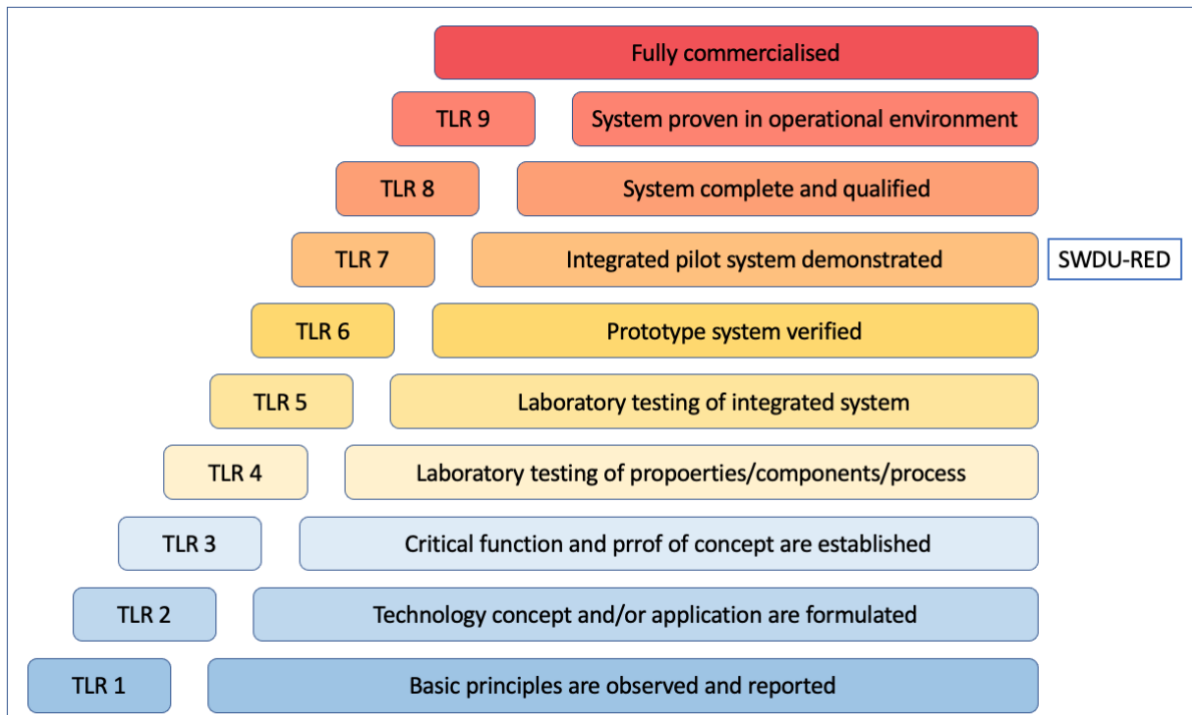 Fully commercialised
TLR 9 System proven in operational environment
TLR 8 System complete and qualified
TLR 7 Integrated pilot system demonstrated SWDU-RED
TLR 6 Prototype system verified
TLR 5 Laboratory testing of integrated system
TLR 4 Laboratory testing of propoerties/components/process
TLR 3 Critical function and prrof of concept are established
TLR 2 Technology concept and/or application are formulated
TLR 1 Basic principles are observed and reported